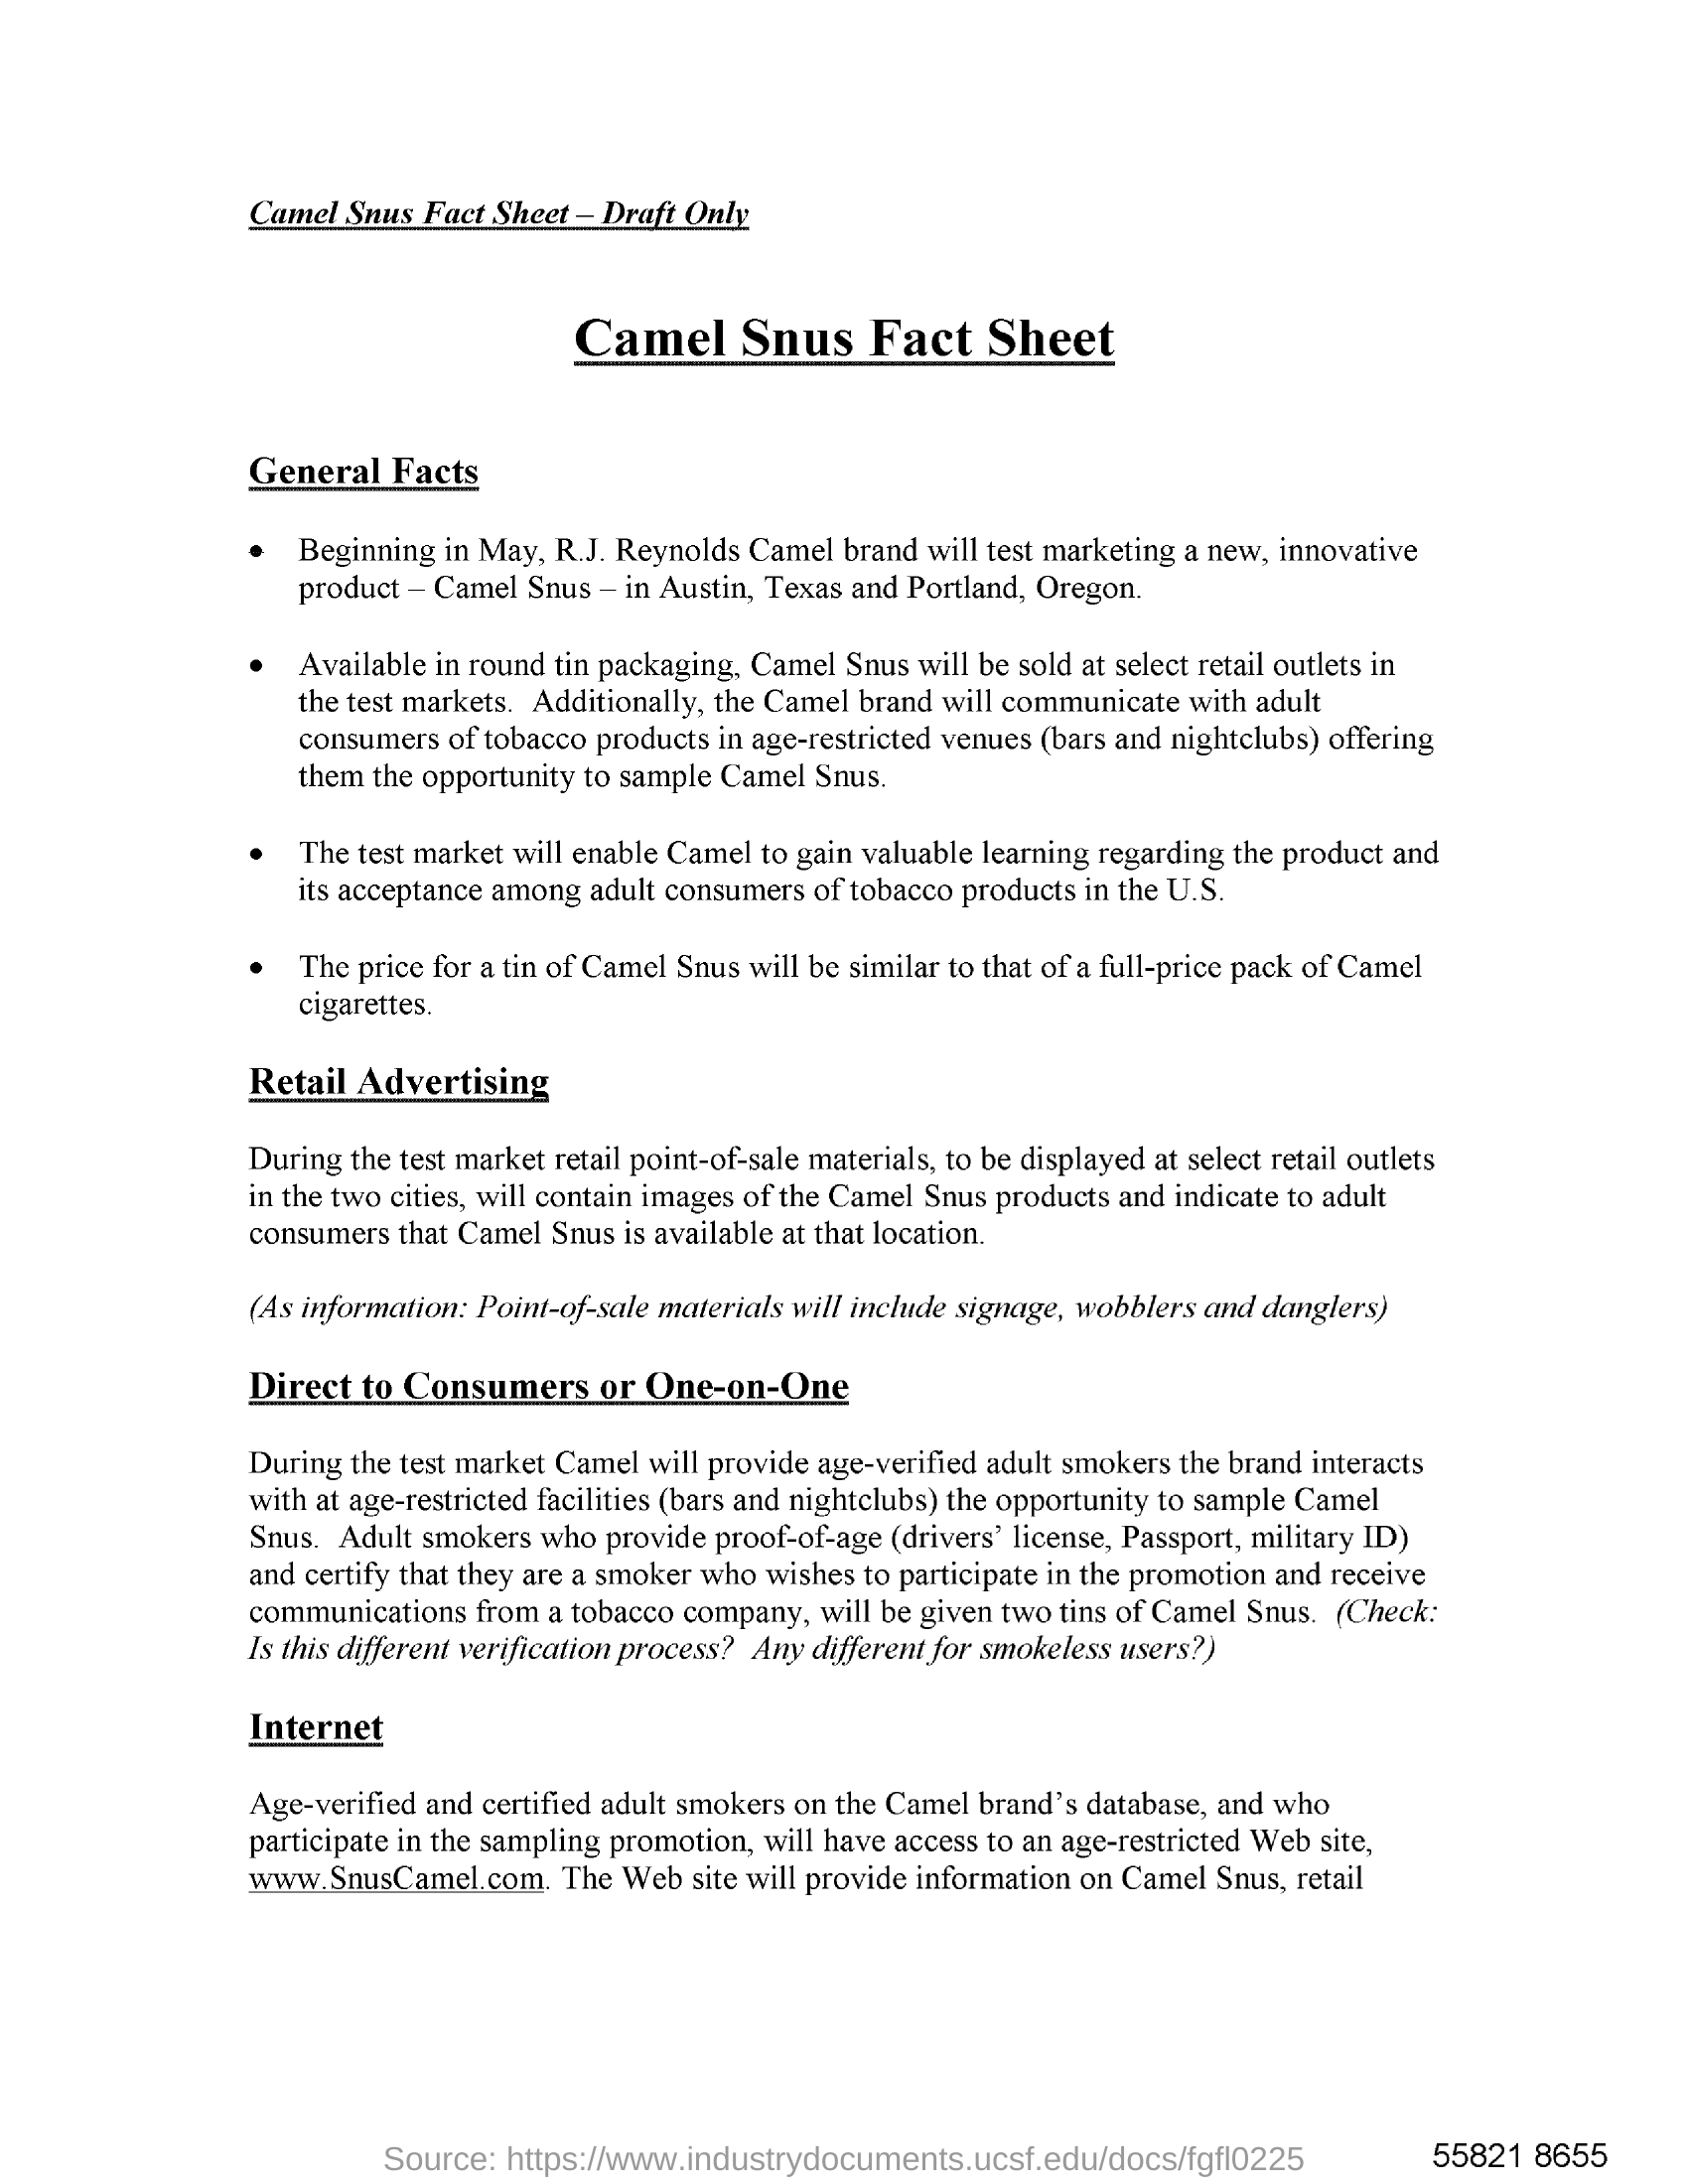 Camel Snus Fact Sheet – Draft Only
Camel Snus Fact Sheet
General Facts
• Beginning in May, R.J. Reynolds Camel brand will test marketing a new, innovative
product – Camel Snus – in Austin, Texas and Portland, Oregon.
• Available in round tin packaging, Camel Snus will be sold at select retail outlets in
the test markets.  Additionally, the Camel brand will communicate with adult
consumers of tobacco products in age-restricted venues (bars and nightclubs) offering
them the opportunity to sample Camel Snus.
• The test market will enable Camel to gain valuable learning regarding the product and
its acceptance among adult consumers of tobacco products in the U.S.
• The price for a tin of Camel Snus will be similar to that of a full-price pack of Camel
cigarettes.
Retail Advertising
During the test market retail point-of-sale materials, to be displayed at select retail outlets
in the two cities, will contain images of the Camel Snus products and indicate to adult
consumers that Camel Snus is available at that location.
(As information: Point-of-sale materials will include signage, wobblers and danglers)
Direct to Consumers or One-on-One
During the test market Camel will provide age-verified adult smokers the brand interacts
with at age-restricted facilities (bars and nightclubs) the opportunity to sample Camel
Snus.  Adult smokers who provide proof-of-age (drivers’ license, Passport, military ID)
and certify that they are a smoker who wishes to participate in the promotion and receive
communications from a tobacco company, will be given two tins of Camel Snus.  (Check:
Is this different verification process?  Any different for smokeless users?)
Internet
Age-verified and certified adult smokers on the Camel brand’s database, and who
participate in the sampling promotion, will have access to an age-restricted Web site,
www.SnusCamel.com. The Web site will provide information on Camel Snus, retail
Source: https://www.industrydocuments.ucsf.edu/docs/fgfl0225
55821 8655